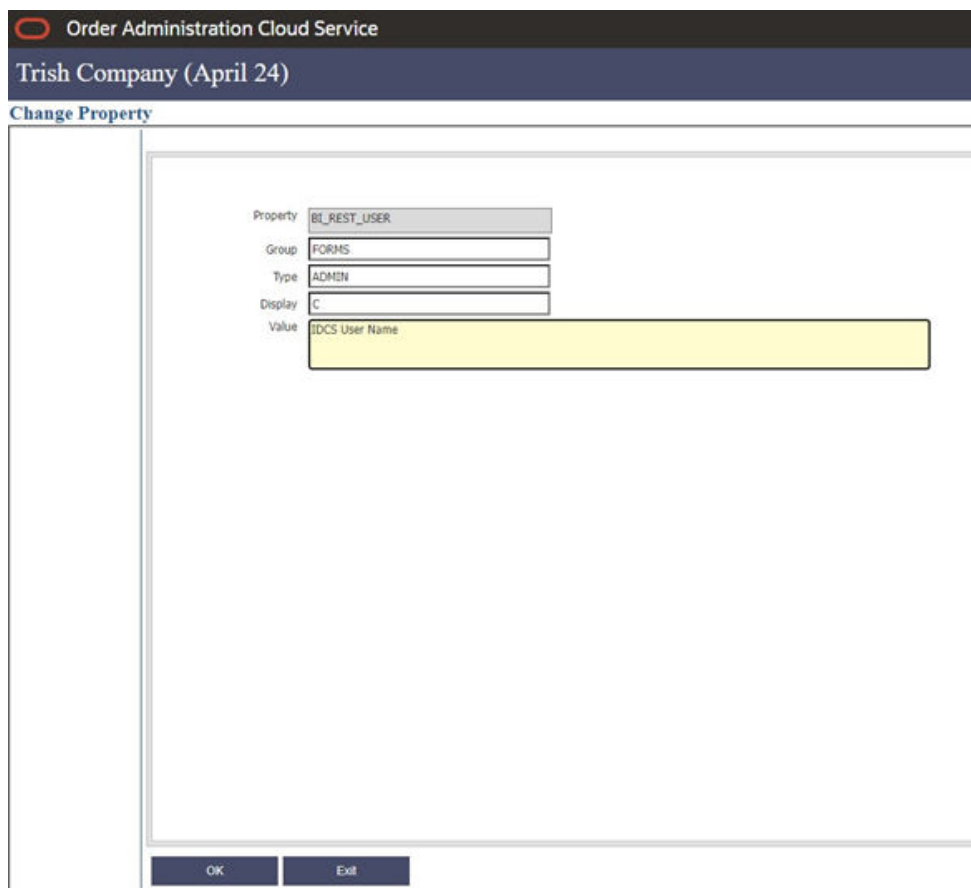 Order Administration Cloud Service
Trish Company (April 24)
Change Property
Property BI_REST_USER
Group FORMS
Type ADMIN
Display C
Value IDCS User Name
OK Exit